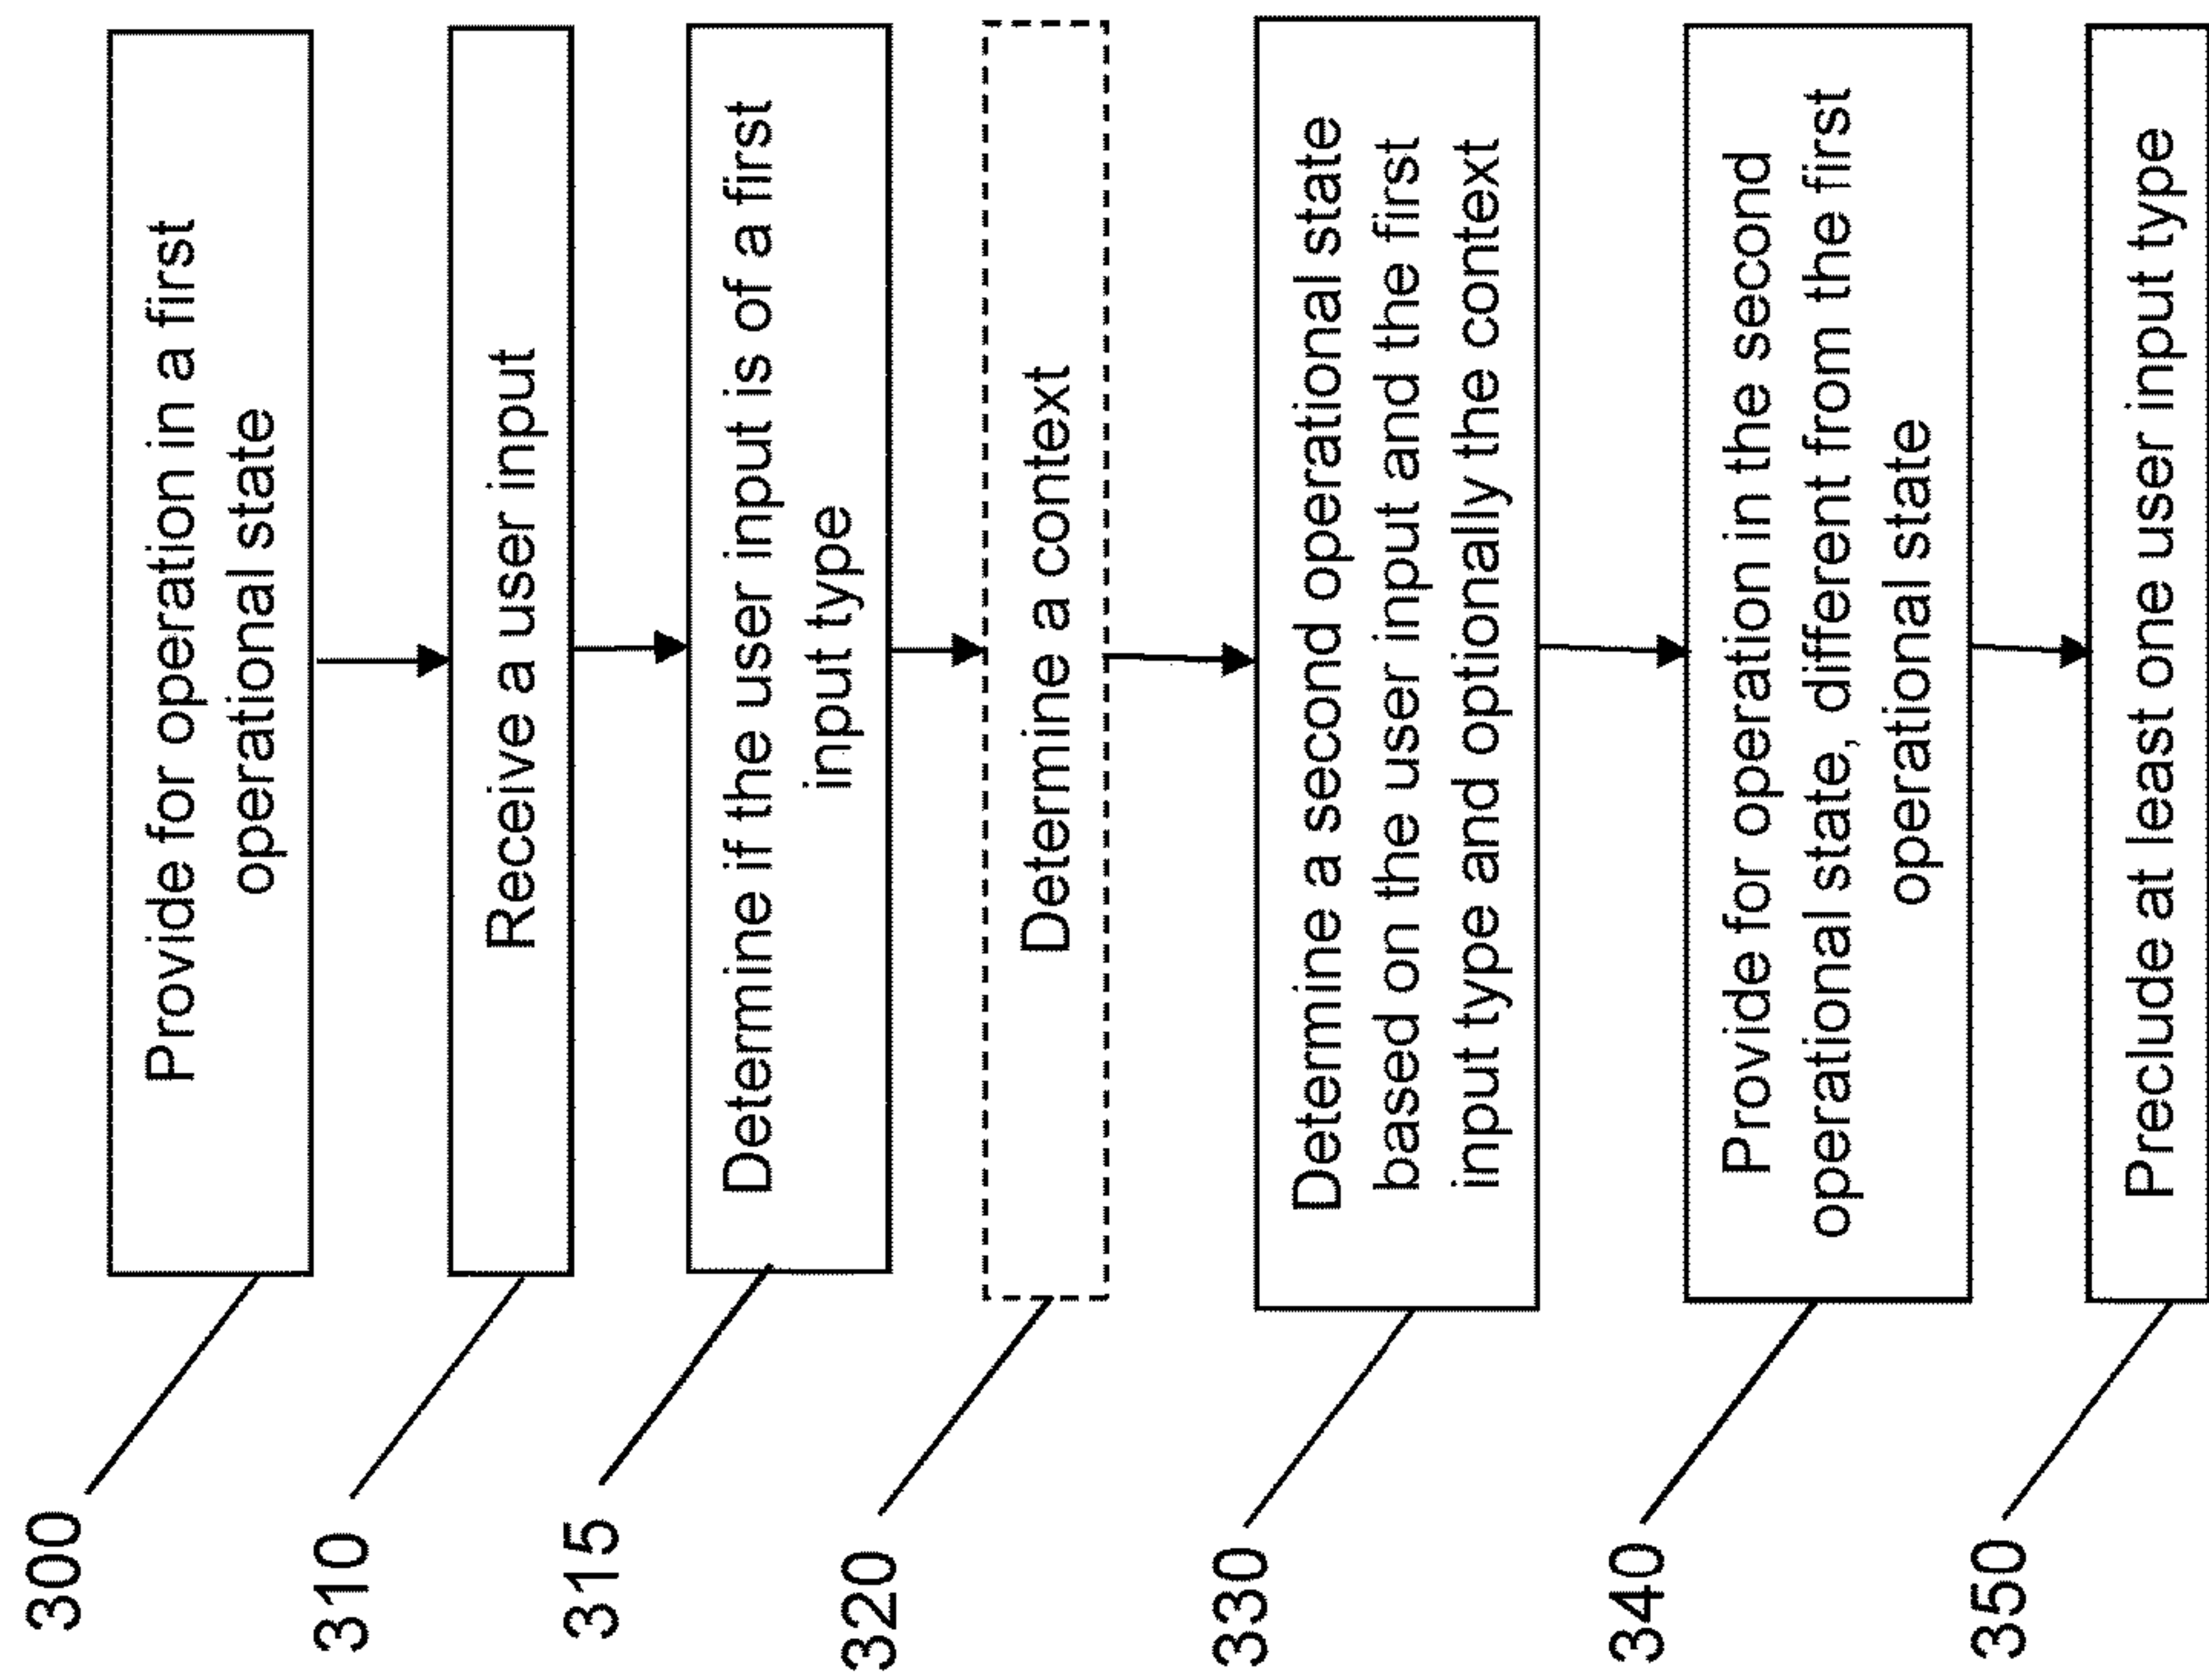 300
Provide for operation in a first
operational state
310
Receive a user input
315
Determine if the user input is of a first
input type
320
Determine a context
330
Determine a second operational state
based on the user input and the first
input type and optionally the context
340
Provide for operation in the second
operational state, different from the first
operational state
350
Preclude at least one user input type